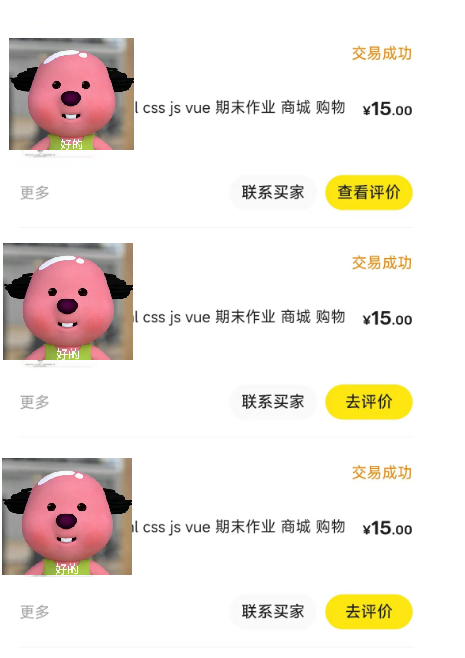 交易成功
l css js vue 期末作业 商城 购物 ¥15.00
好的
更多 联系买家 查看评价
交易成功
l css js vue 期末作业 商城 购物 ¥15.00
好的
更多 联系买家 去评价
交易成功
l css js vue 期末作业 商城 购物 ¥15.00
好的
更多 联系买家 去评价